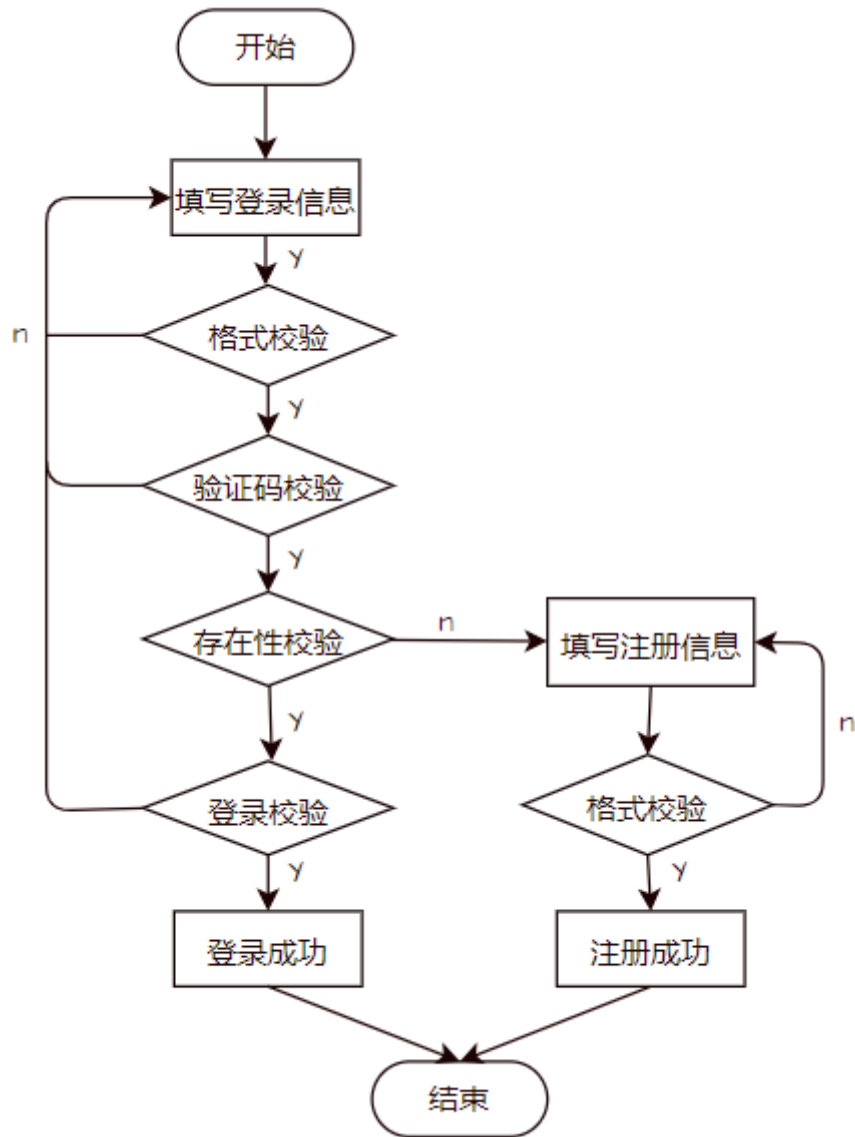 开始
填写登录信息
y
格式校验
n
y
验证码校验
y
存在性校验
n
填写注册信息
y
n
登录校验
格式校验
y
y
登录成功
注册成功
结束